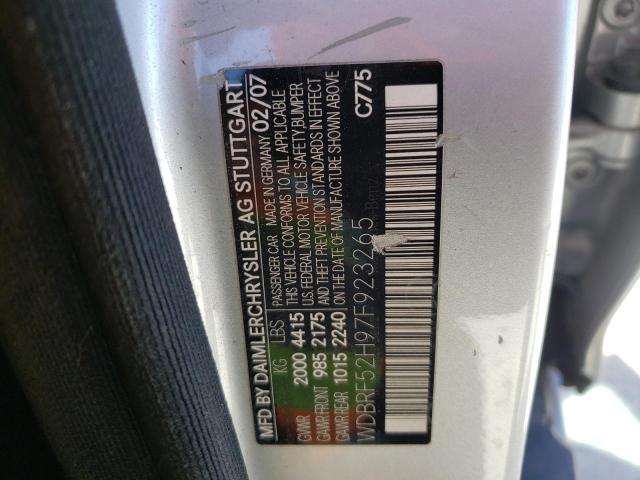 MFD BY DAIMLERCHRYSLER AG STUTTGART
PASSENGER CAR MADE IN GERMANY 02/07
KG LBS
THIS VEHICLE CONFORMS TO ALL APPLICABLE
U.S. FEDERAL MOTOR VEHICLE SAFETY, BUMPER
AND THEFT PREVENTION STANDARDS IN EFFECT
ON THE DATE OF MANUFACTURE SHOWN ABOVE
GVWR 2000 4415
GAWR FRONT 985 2175
GAWR REAR 1015 2240
C775
WDBRF52H97F923265